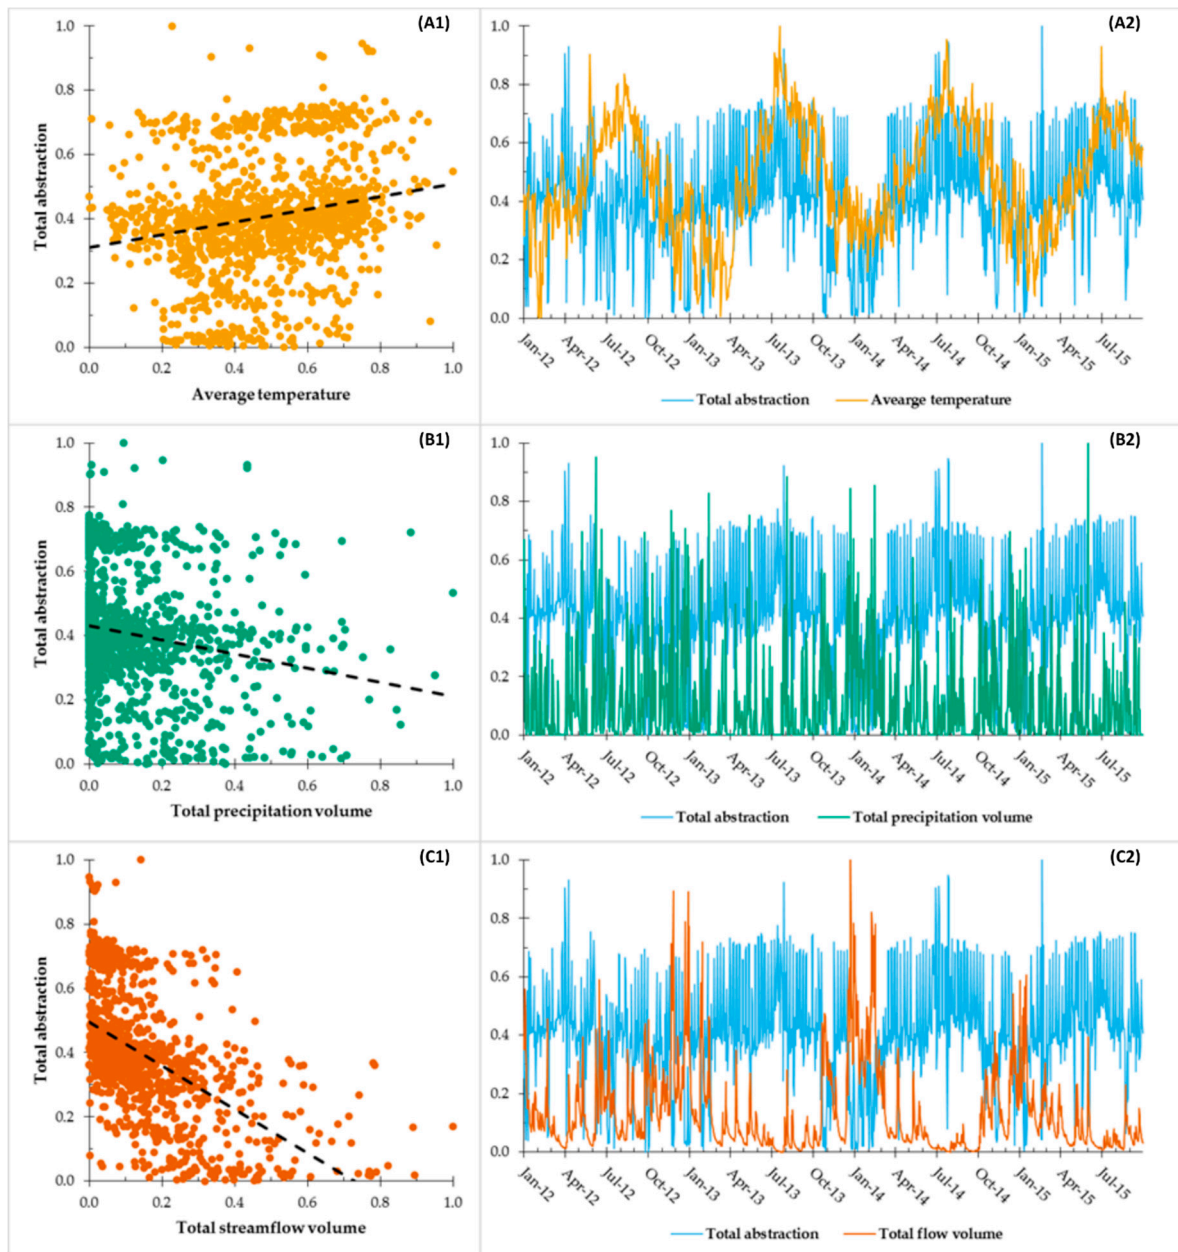 (A1)
1.0
0.8
0.6
0.4
0.2
0.0
Total abstraction
0.0 0.2 0.4 0.6 0.8 1.0
Average temperature
(A2)
1.0
0.8
0.6
0.4
0.2
0.0
Jan-12 Apr-12 Jul-12 Oct-12 Jan-13 Apr-13 Jul-13 Oct-13 Jan-14 Apr-14 Jul-14 Oct-14 Jan-15 Apr-15 Jul-15
Total abstraction Avearge temperature
(B1)
1.0
0.8
0.6
0.4
0.2
0.0
Total abstraction
0.0 0.2 0.4 0.6 0.8 1.0
Total precipitation volume
(B2)
1.0
0.8
0.6
0.4
0.2
0.0
Jan-12 Apr-12 Jul-12 Oct-12 Jan-13 Apr-13 Jul-13 Oct-13 Jan-14 Apr-14 Jul-14 Oct-14 Jan-15 Apr-15 Jul-15
Total abstraction Total precipitation volume
(C1)
1.0
0.8
0.6
0.4
0.2
0.0
Total abstraction
0.0 0.2 0.4 0.6 0.8 1.0
Total streamflow volume
(C2)
1.0
0.8
0.6
0.4
0.2
0.0
Jan-12 Apr-12 Jul-12 Oct-12 Jan-13 Apr-13 Jul-13 Oct-13 Jan-14 Apr-14 Jul-14 Oct-14 Jan-15 Apr-15 Jul-15
Total abstraction Total flow volume